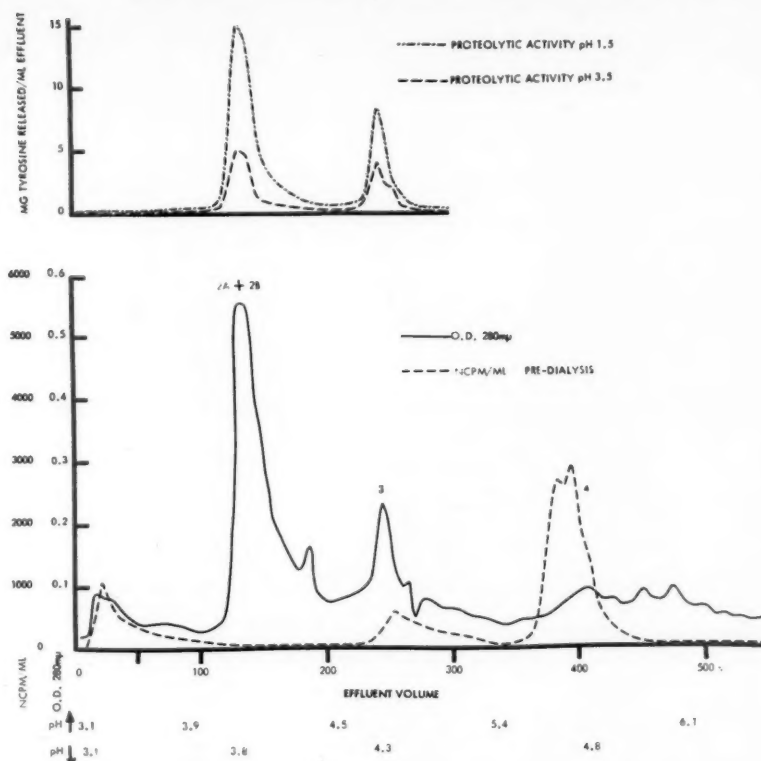 15
10
5
0
MG TYROSINE RELEASED/ML EFFLUENT
PROTEOLYTIC ACTIVITY pH 1.5
PROTEOLYTIC ACTIVITY pH 3.5
6000 0.6
5000 0.5
4000 0.4
3000 0.3
2000 0.2
1000 0.1
0
NCPM/ML
O.D. 280mµ
2A + 2B
3
4
O.D. 280mµ
NCPM/ML PRE-DIALYSIS
0 100 200 300 400 500
EFFLUENT VOLUME
pH 3.1 3.9 4.5 5.4 6.1
pH 3.1 3.8 4.3 4.8